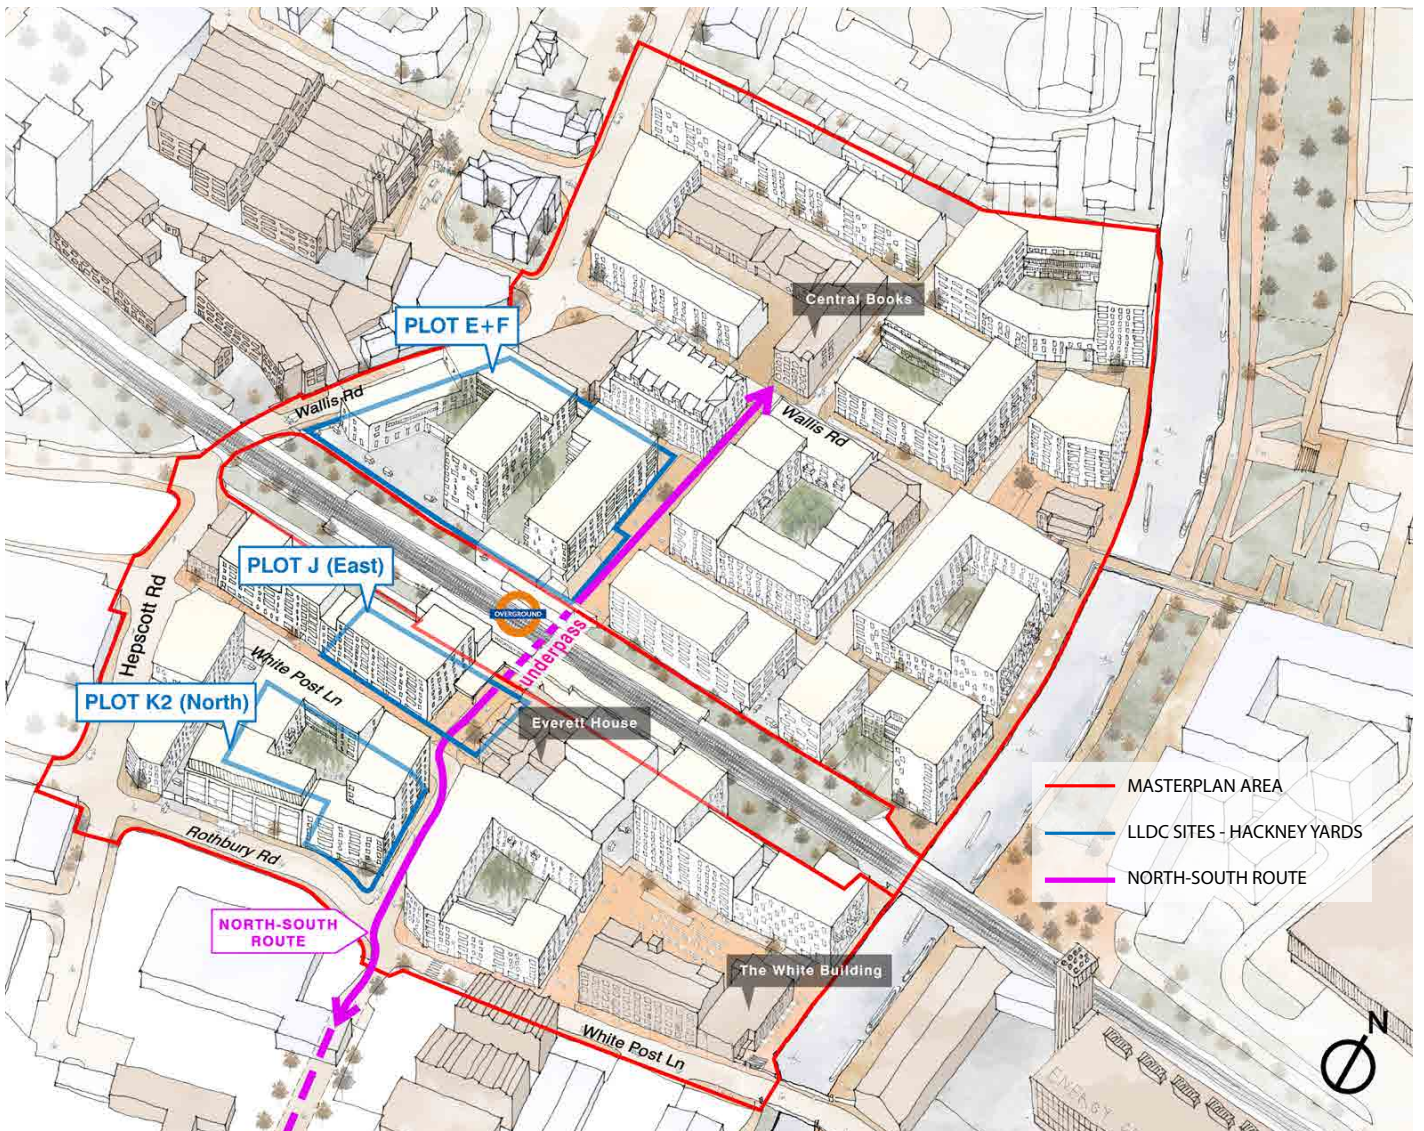 Central Books
PLOT E+F
Wallis Rd
Wallis Rd
PLOT J (East)
Hepscott Rd
OVERGROUND
underpass
White Post Ln
PLOT K2 (North)
Everett House
MASTERPLAN AREA
LLDC SITES - HACKNEY YARDS
NORTH-SOUTH ROUTE
Rothbury Rd
NORTH-SOUTH
ROUTE
The White Building
White Post Ln
N
ENERGY